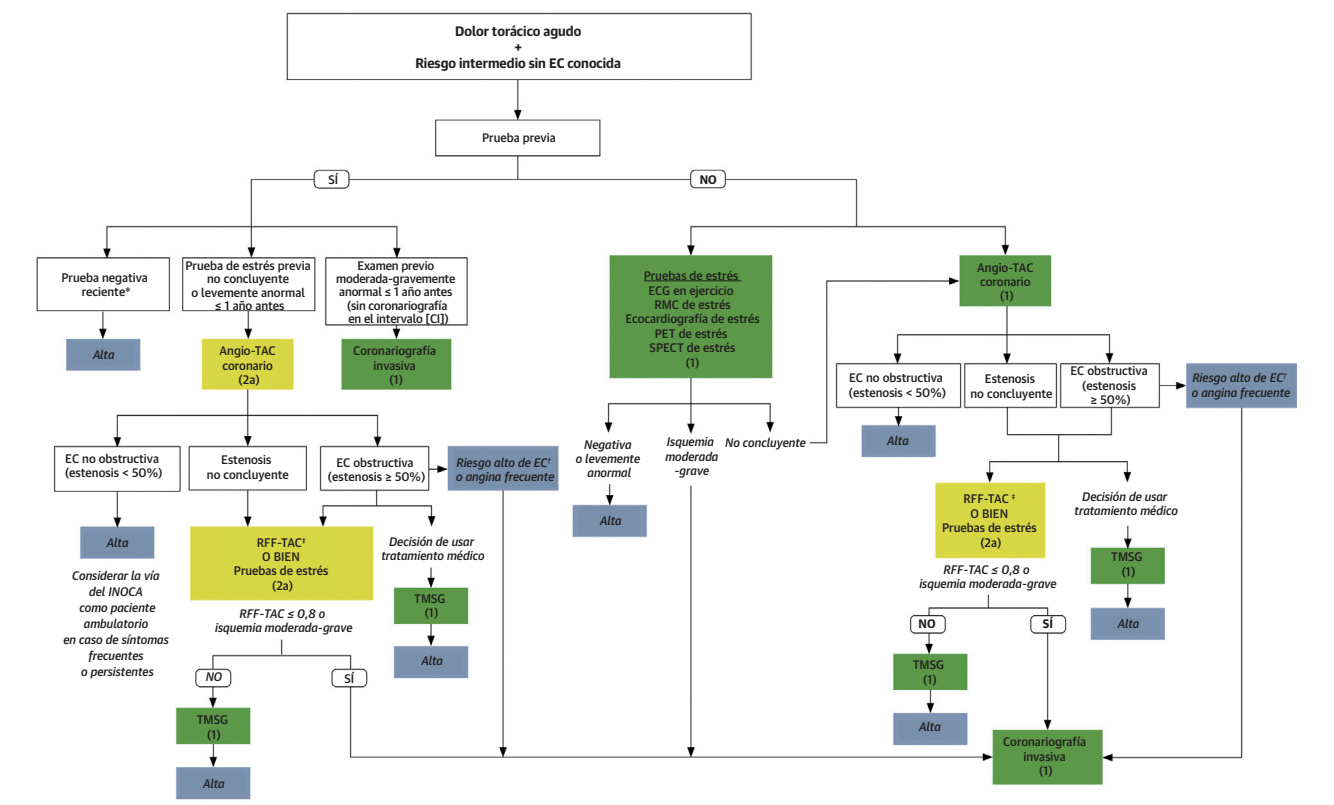 Dolor torácico agudo
+
Riesgo intermedio sin EC conocida
Prueba previa
SÍ
NO
Prueba negativa
reciente*
Alta
Prueba de estrés previa
no concluyente
o levemente anormal
≤ 1 año antes
Angio-TAC
coronario
(2a)
Examen previo
moderada-gravemente
anormal ≤ 1 año antes
(sin coronariografía
en el intervalo [CI])
Coronariografía
invasiva
(1)
EC no obstructiva
(estenosis < 50%)
Alta
Considerar la vía
del INOCA
como paciente
ambulatorio
en caso de síntomas
frecuentes
o persistentes
Estenosis
no concluyente
EC obstructiva
(estenosis ≥ 50%)
Riesgo alto de EC†
o angina frecuente
RFF-TAC‡
O BIEN
Pruebas de estrés
(2a)
RFF-TAC ≤ 0,8 o
isquemia moderada-grave
NO
SÍ
TMSG
(1)
Alta
Decisión de usar
tratamiento médico
TMSG
(1)
Alta
Pruebas de estrés
ECG en ejercicio
RMC de estrés
Ecocardiografía de estrés
PET de estrés
SPECT de estrés
(1)
Negativa
o levemente
anormal
Alta
Isquemia
moderada
-grave
No concluyente
Angio-TAC
coronario
(1)
EC no obstructiva
(estenosis < 50%)
Alta
Estenosis
no concluyente
EC obstructiva
(estenosis
≥ 50%)
Riesgo alto de EC†
o angina frecuente
RFF-TAC ‡
O BIEN
Pruebas de estrés
(2a)
RFF-TAC ≤ 0,8 o
isquemia moderada-grave
NO
SÍ
TMSG
(1)
Alta
Decisión de usar
tratamiento médico
TMSG
(1)
Alta
Coronariografía
invasiva
(1)